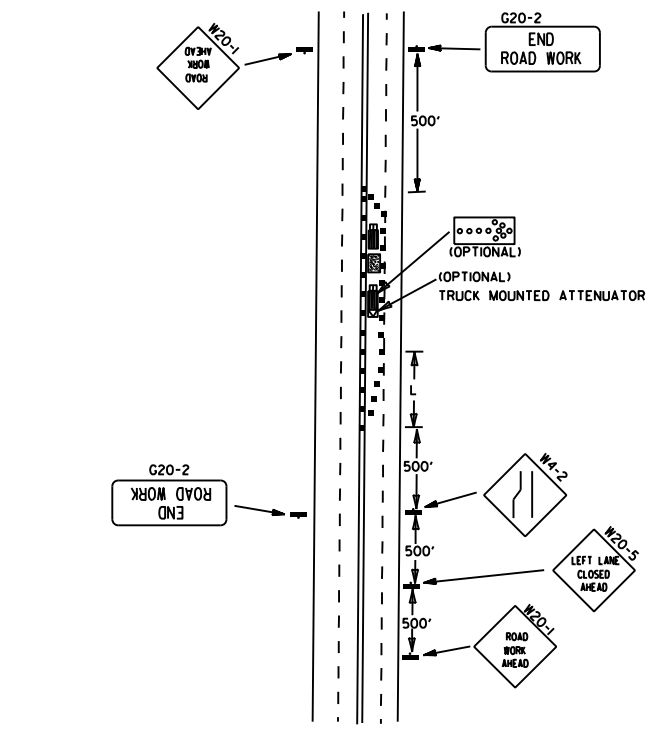 G20-2
END
ROAD WORK
W20-1
ROAD
WORK
AHEAD
500'
(OPTIONAL)
(OPTIONAL)
TRUCK MOUNTED ATTENUATOR
L
500'
W4-2
G20-2
END
ROAD WORK
500'
W20-5
LEFT LANE
CLOSED
AHEAD
500'
W20-1
ROAD
WORK
AHEAD